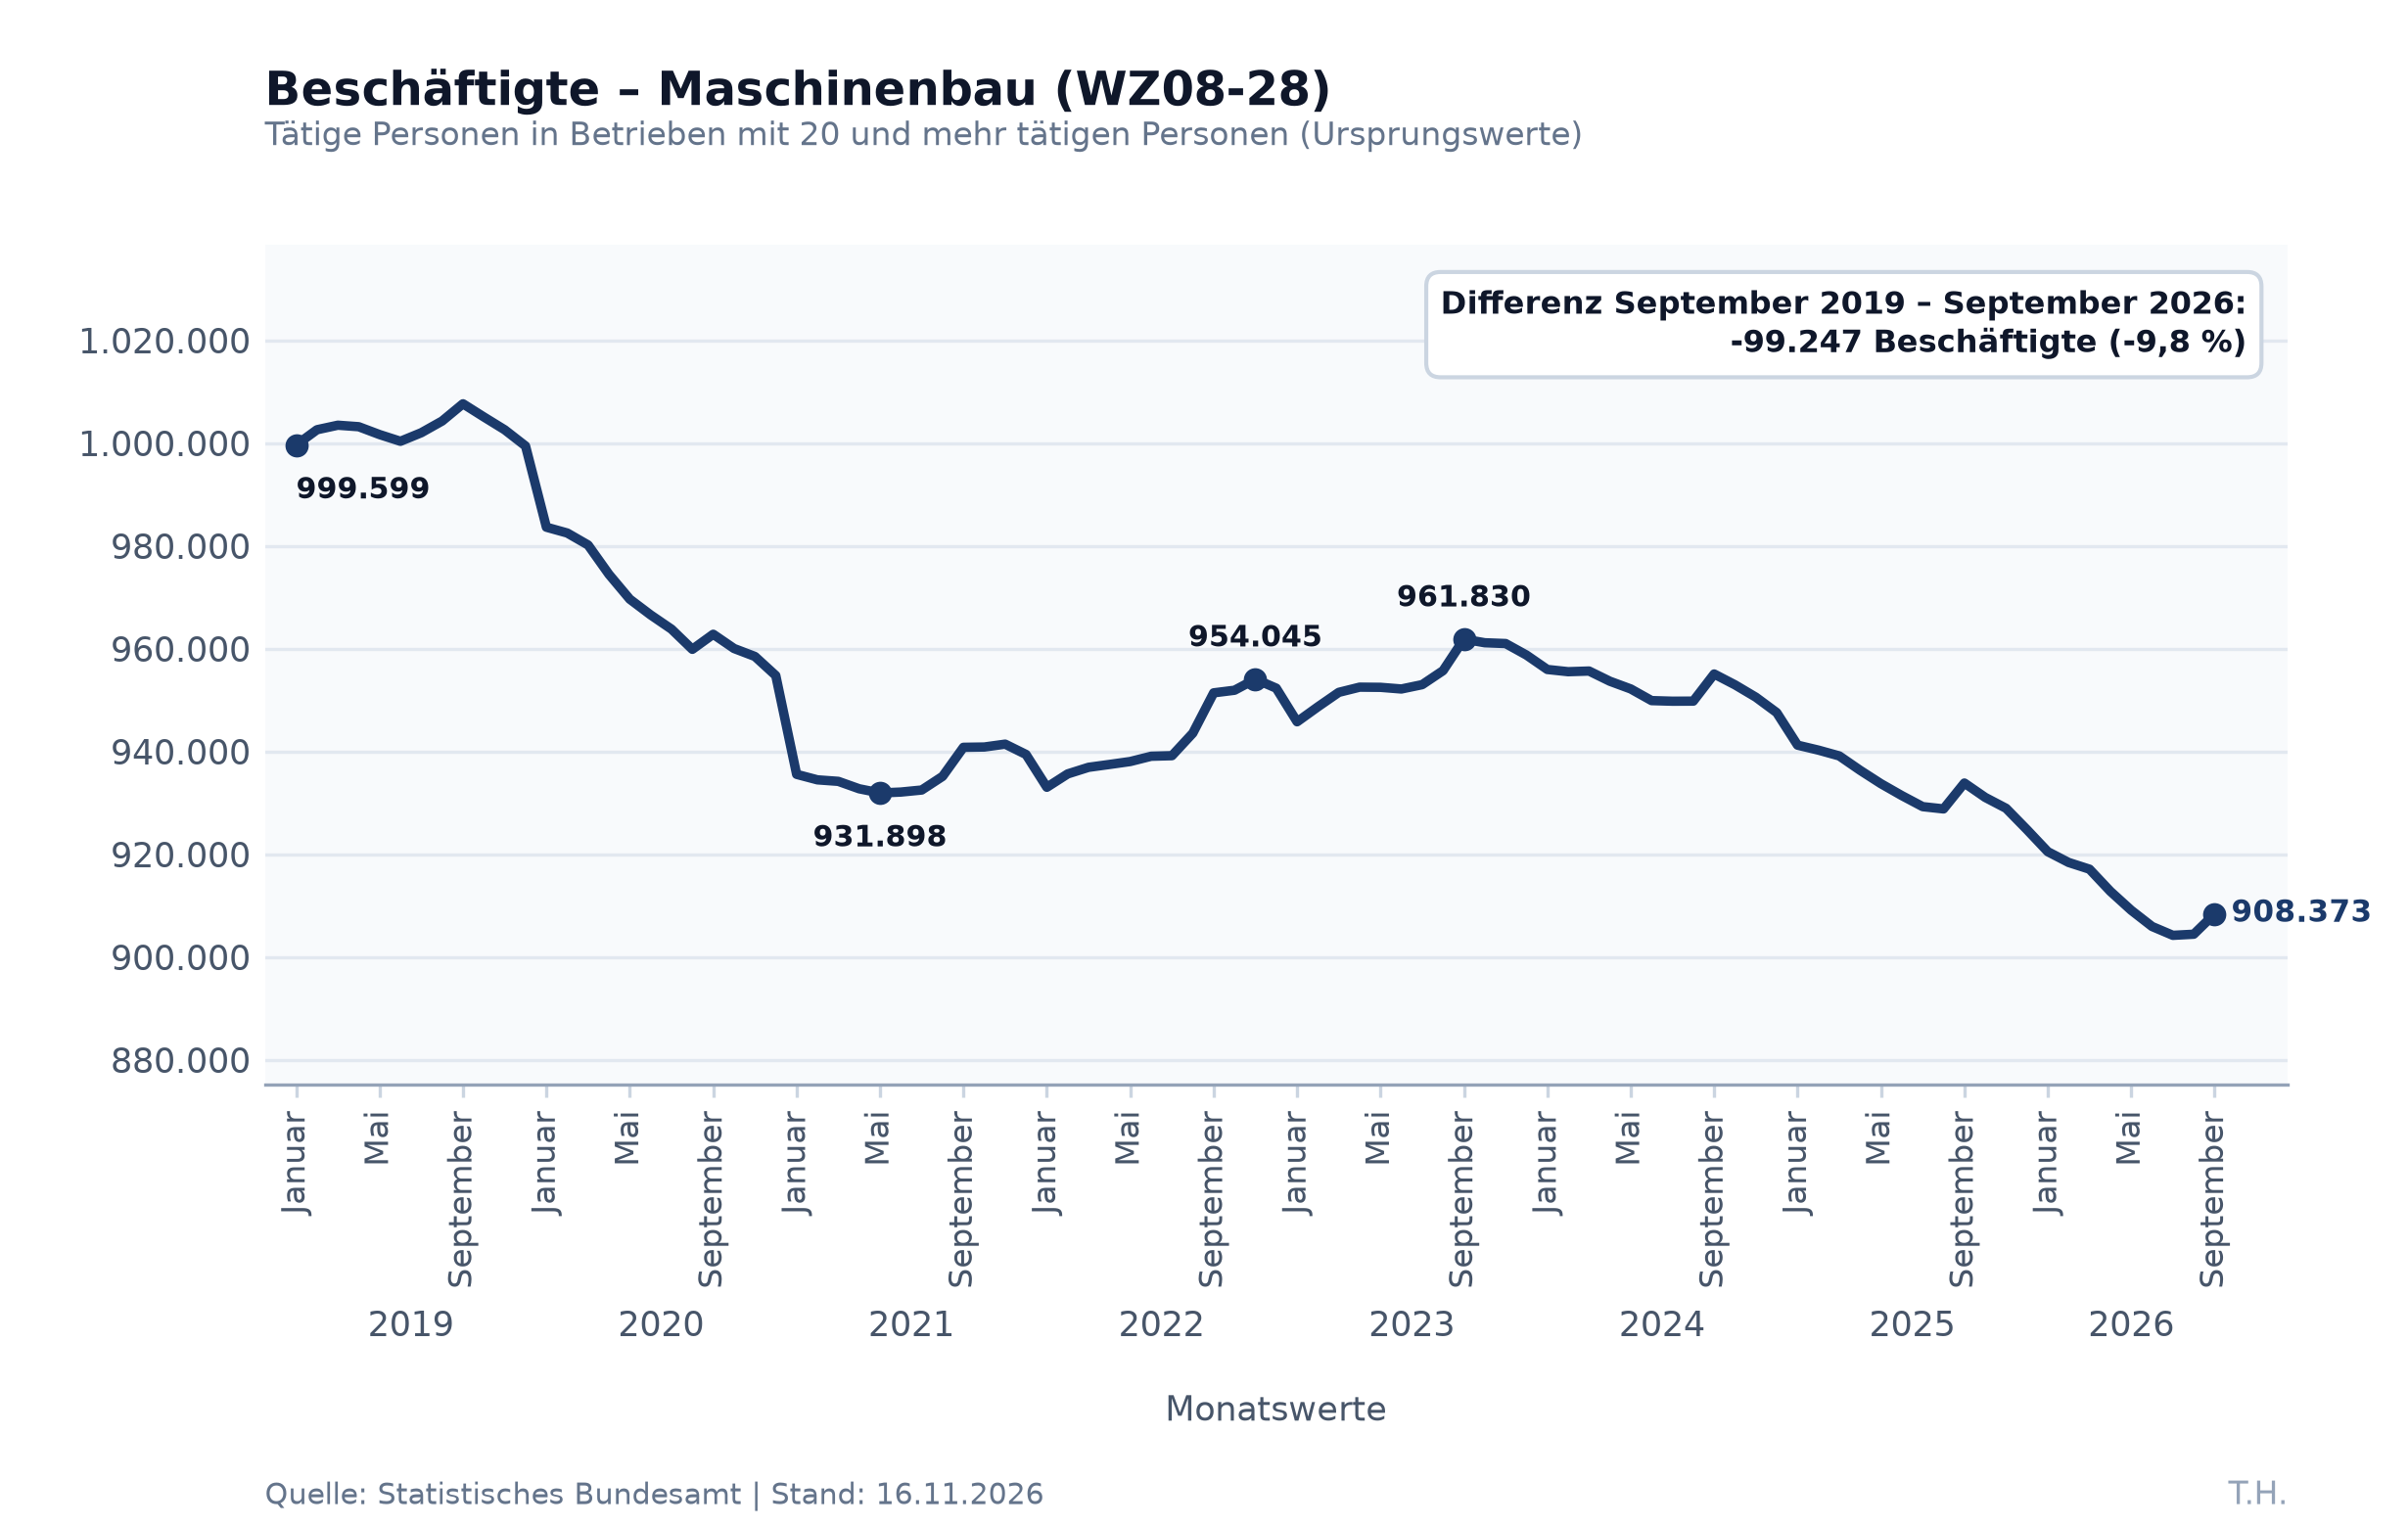 Beschäftigte – Maschinenbau (WZ08-28)
Tätige Personen in Betrieben mit 20 und mehr tätigen Personen (Ursprungswerte)
Differenz September 2019 – September 2026:
-99.247 Beschäftigte (-9,8 %)
1.020.000
1.000.000
980.000
960.000
940.000
920.000
900.000
880.000
999.599
931.898
954.045
961.830
908.373
Januar
Mai
September
Januar
Mai
September
Januar
Mai
September
Januar
Mai
September
Januar
Mai
September
Januar
Mai
September
Januar
Mai
September
Januar
Mai
September
2019 2020 2021 2022 2023 2024 2025 2026
Monatswerte
Quelle: Statistisches Bundesamt | Stand: 16.11.2026
T.H.